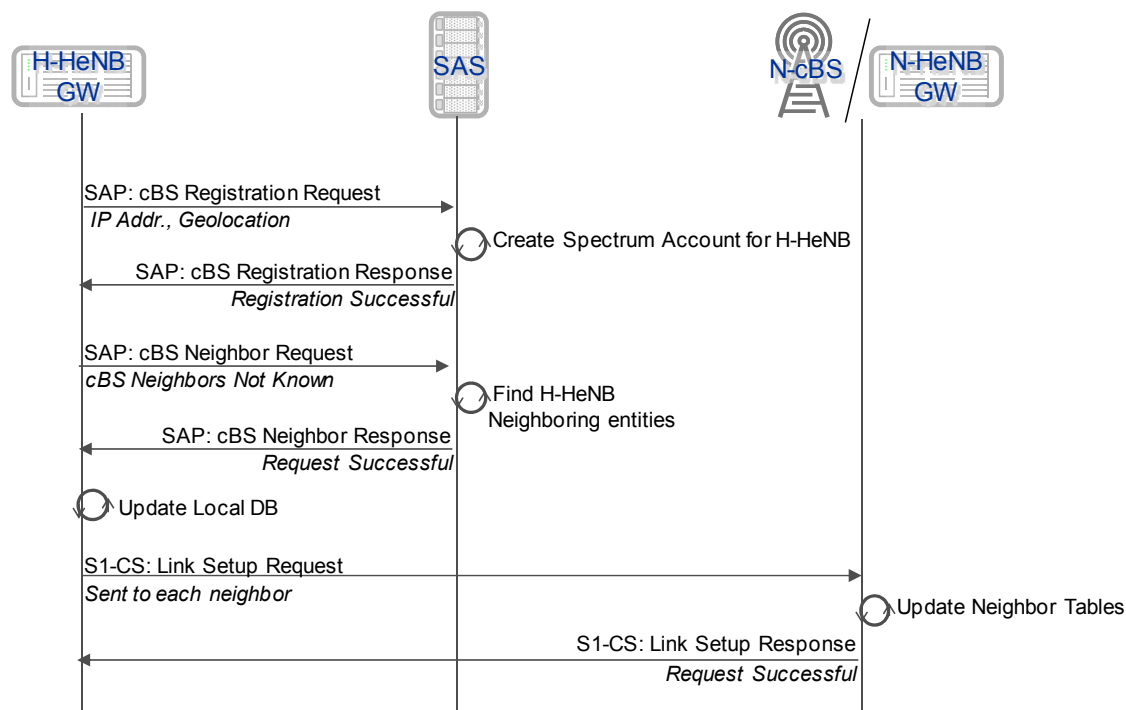 H-HeNB
GW
SAS
N-cBS
N-HeNB
GW
SAP: cBS Registration Request
IP Addr., Geolocation
Create Spectrum Account for H-HeNB
SAP: cBS Registration Response
Registration Successful
SAP: cBS Neighbor Request
cBS Neighbors Not Known
Find H-HeNB
Neighboring entities
SAP: cBS Neighbor Response
Request Successful
Update Local DB
S1-CS: Link Setup Request
Sent to each neighbor
Update Neighbor Tables
S1-CS: Link Setup Response
Request Successful